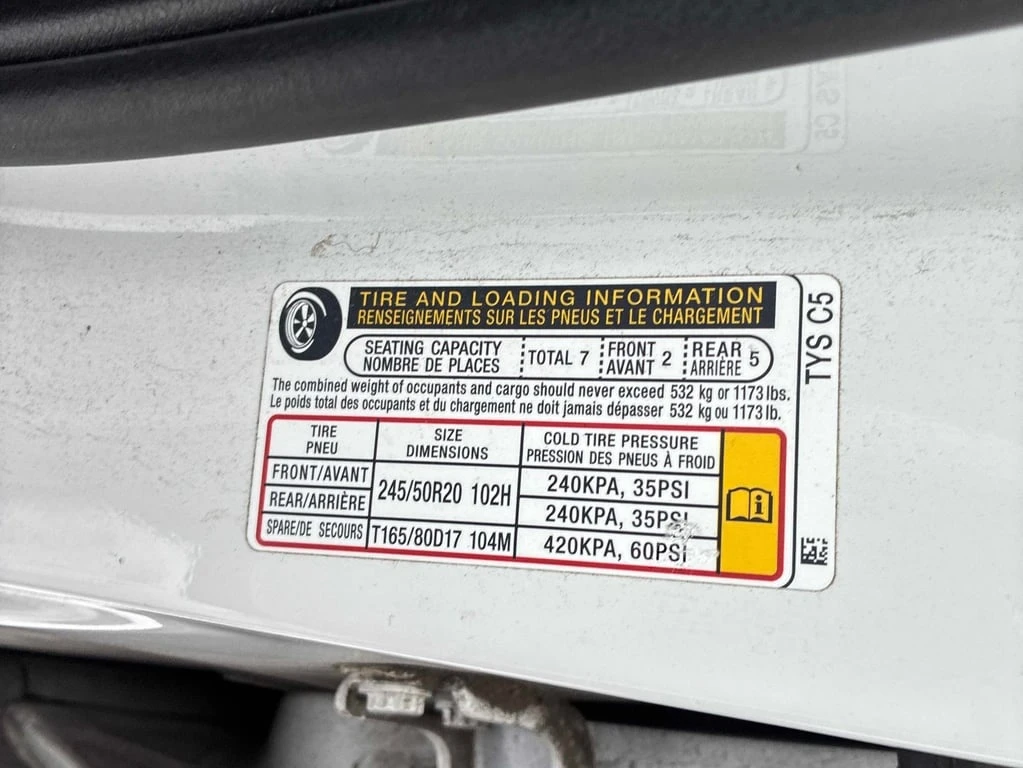 TIRE AND LOADING INFORMATION
RENSEIGNEMENTS SUR LES PNEUS ET LE CHARGEMENT
SEATING CAPACITY
NOMBRE DE PLACES
TOTAL 7
FRONT
AVANT 2
REAR
ARRIÈRE 5
The combined weight of occupants and cargo should never exceed 532 kg or 1173 lbs.
Le poids total des occupants et du chargement ne doit jamais dépasser 532 kg ou 1173 lb.
TIRE
PNEU
SIZE
DIMENSIONS
COLD TIRE PRESSURE
PRESSION DES PNEUS À FROID
FRONT/AVANT
245/50R20 102H
240KPA, 35PSI
REAR/ARRIÈRE
240KPA, 35PSI
SPARE/DE SECOURS
T165/80D17 104M
420KPA, 60PSI
TYS C5